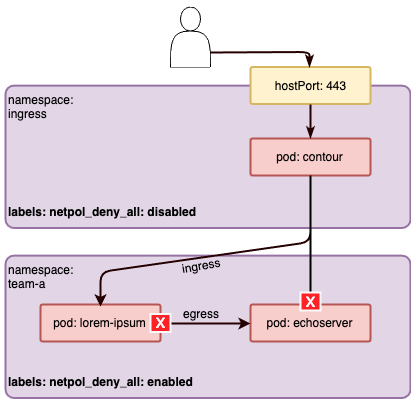 hostPort: 443
namespace:
ingress
pod: contour
labels: netpol_deny_all: disabled
namespace:
team-a
ingress
X
egress
pod: lorem-ipsum
X
pod: echoserver
labels: netpol_deny_all: enabled